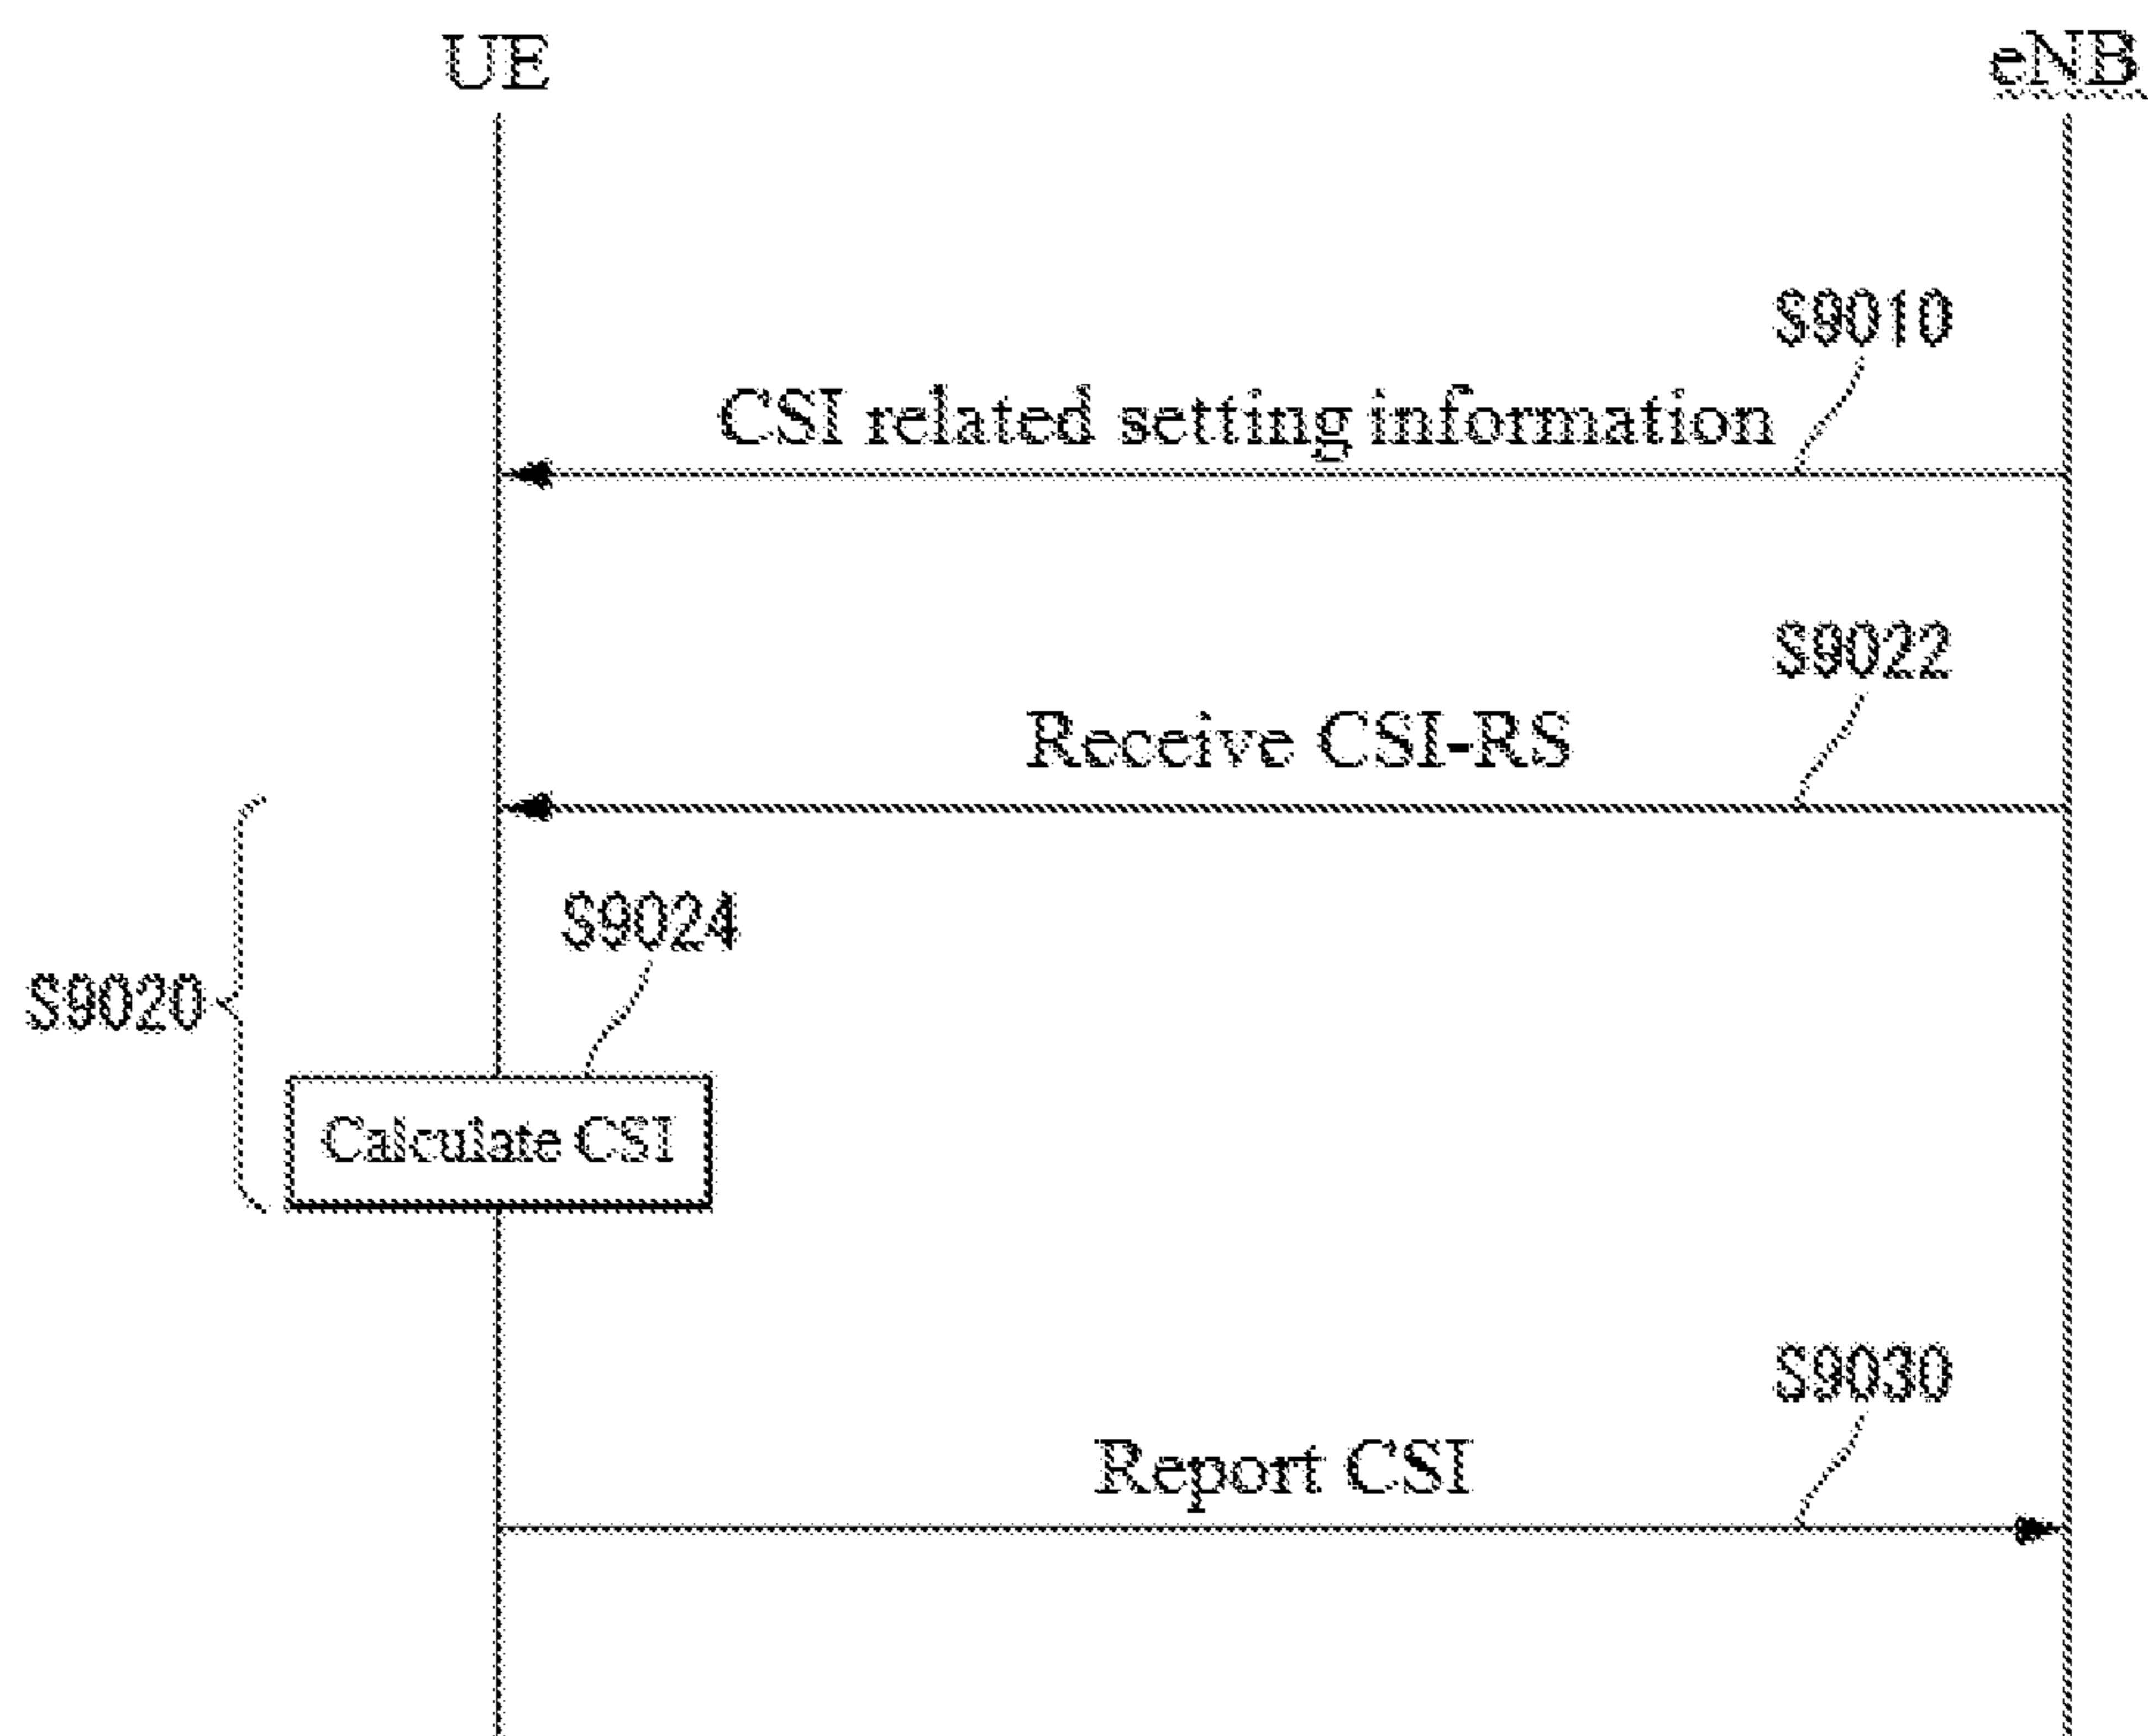 UE eNB
S9010
CSI related setting information
S9022
Receive CSI-RS
S9024
S9020
Calculate CSI
S9030
Report CSI